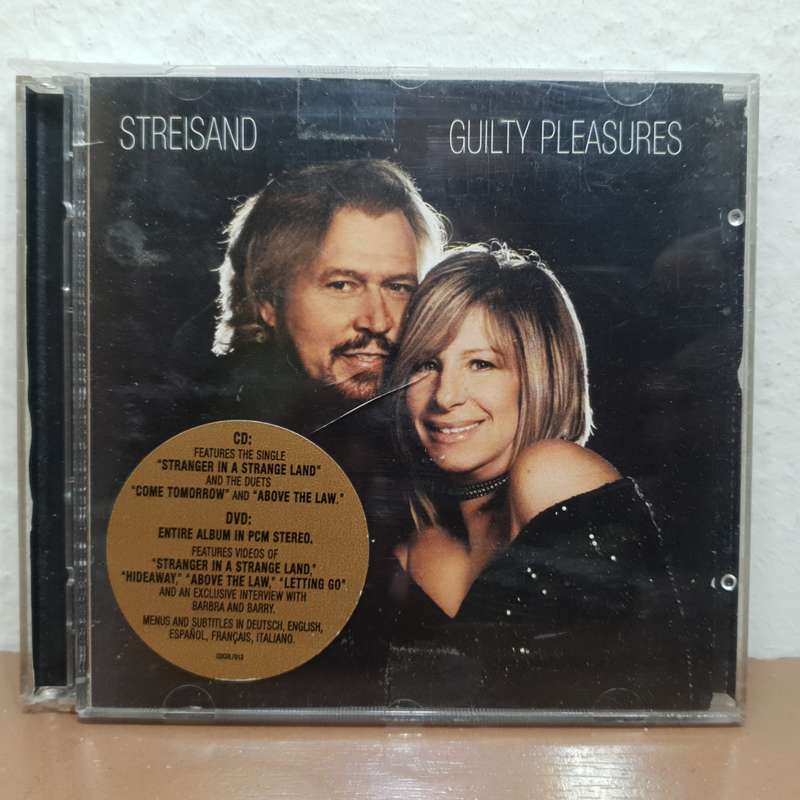 STREISAND
GUILTY PLEASURES
CD:
FEATURES THE SINGLE
"STRANGER IN A STRANGE LAND"
AND THE DUETS
"COME TOMORROW" AND "ABOVE THE LAW."
DVD:
ENTIRE ALBUM IN PCM STEREO.
FEATURES VIDEOS OF
"STRANGER IN A STRANGE LAND,"
"HIDEAWAY," "ABOVE THE LAW," "LETTING GO"
AND AN EXCLUSIVE INTERVIEW WITH
BARBRA AND BARRY.
MENUS AND SUBTITLES IN DEUTSCH, ENGLISH,
ESPAÑOL, FRANÇAIS, ITALIANO.